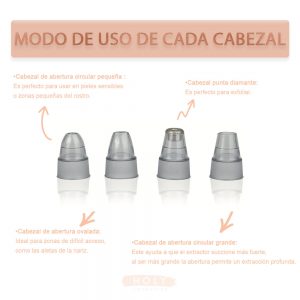 MODO DE USO DE CADA CABEZAL
•Cabezal de abertura circular pequeña :
Es perfecto para usar en pieles sensibles
o zonas pequeñas del rostro.
Cabezal punta diamante:
Es perfecto para exfoliar.
•Cabezal de abertura ovalada:
Ideal para zonas de difícil acceso,
como las aletas de la nariz.
•Cabezal de abertura circular grande:
Este ayuda a que el extractor succione más fuerte,
al ser más grande la abertura permite un extracción profunda.
HOLY